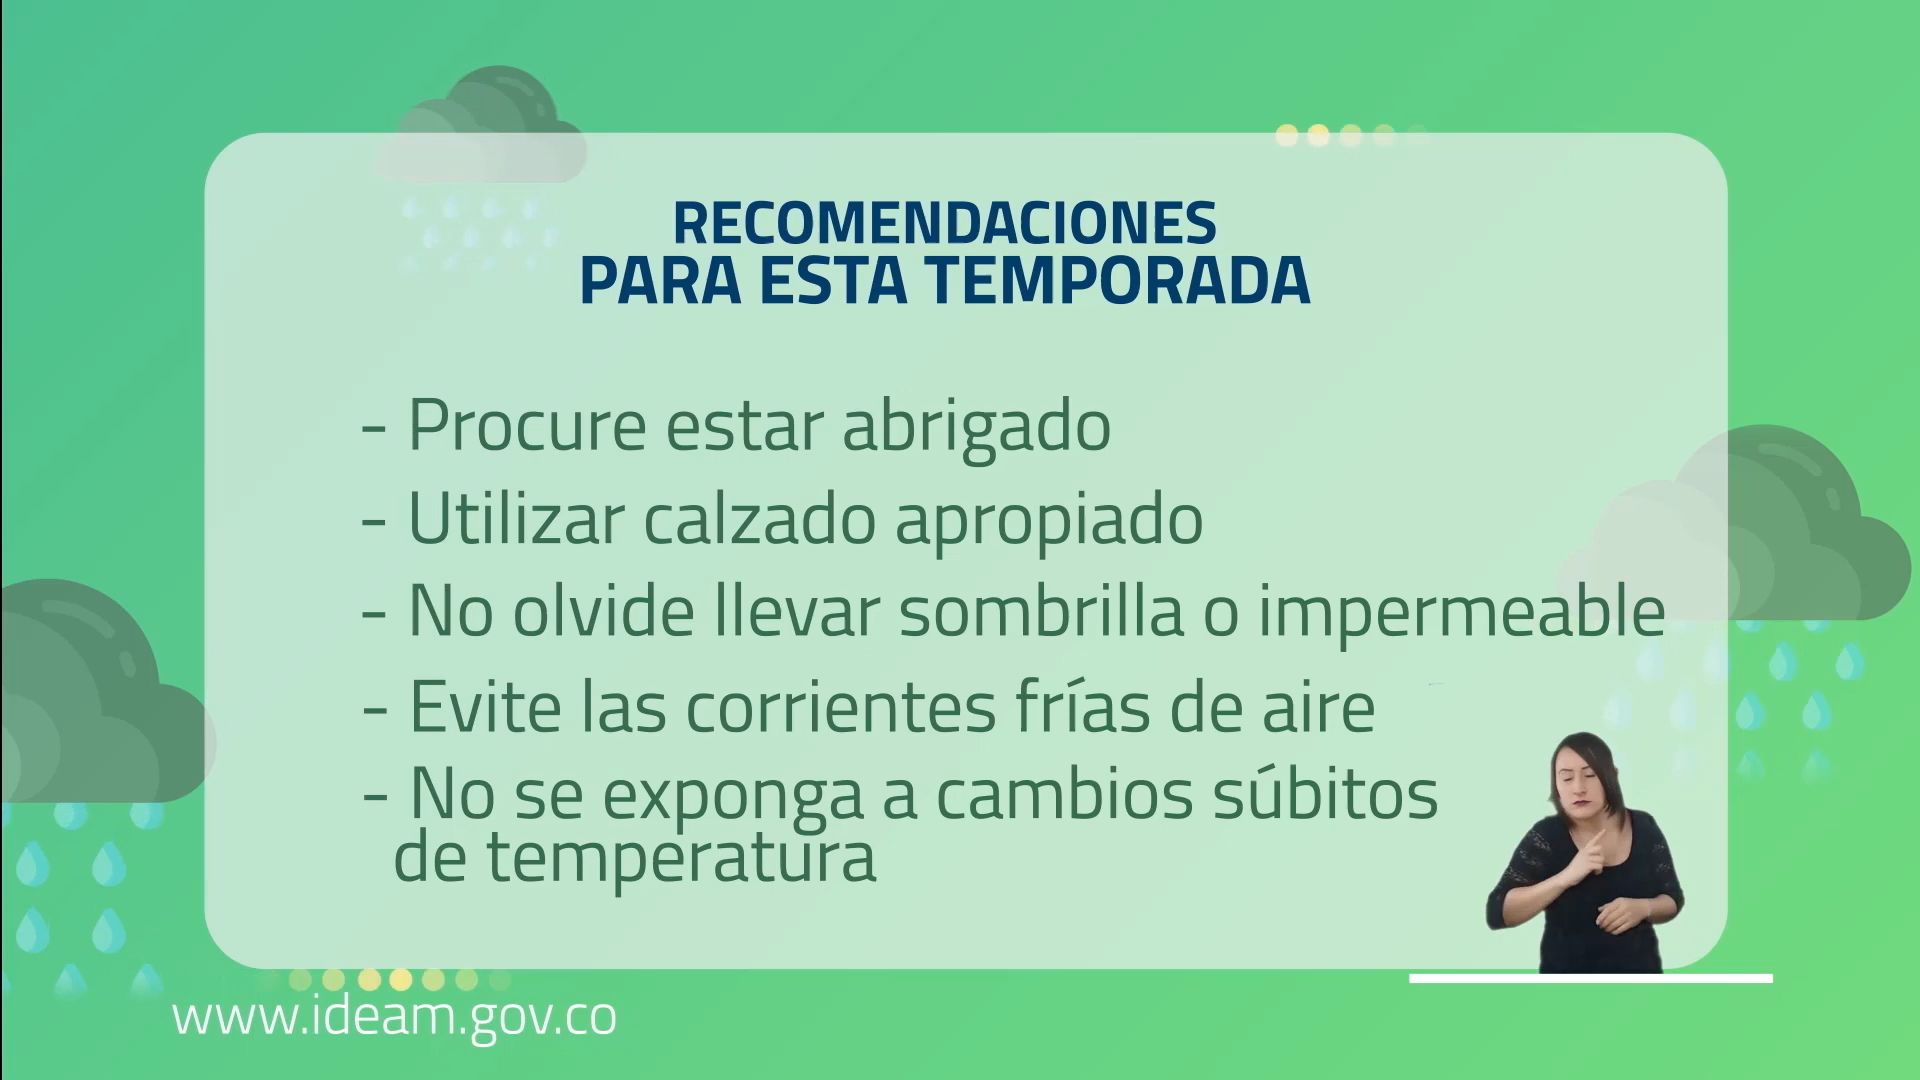 RECOMENDACIONES
PARA ESTA TEMPORADA
- Procure estar abrigado
- Utilizar calzado apropiado
- No olvide llevar sombrilla o impermeable
- Evite las corrientes frías de aire
- No se exponga a cambios súbitos
de temperatura
www.ideam.gov.co